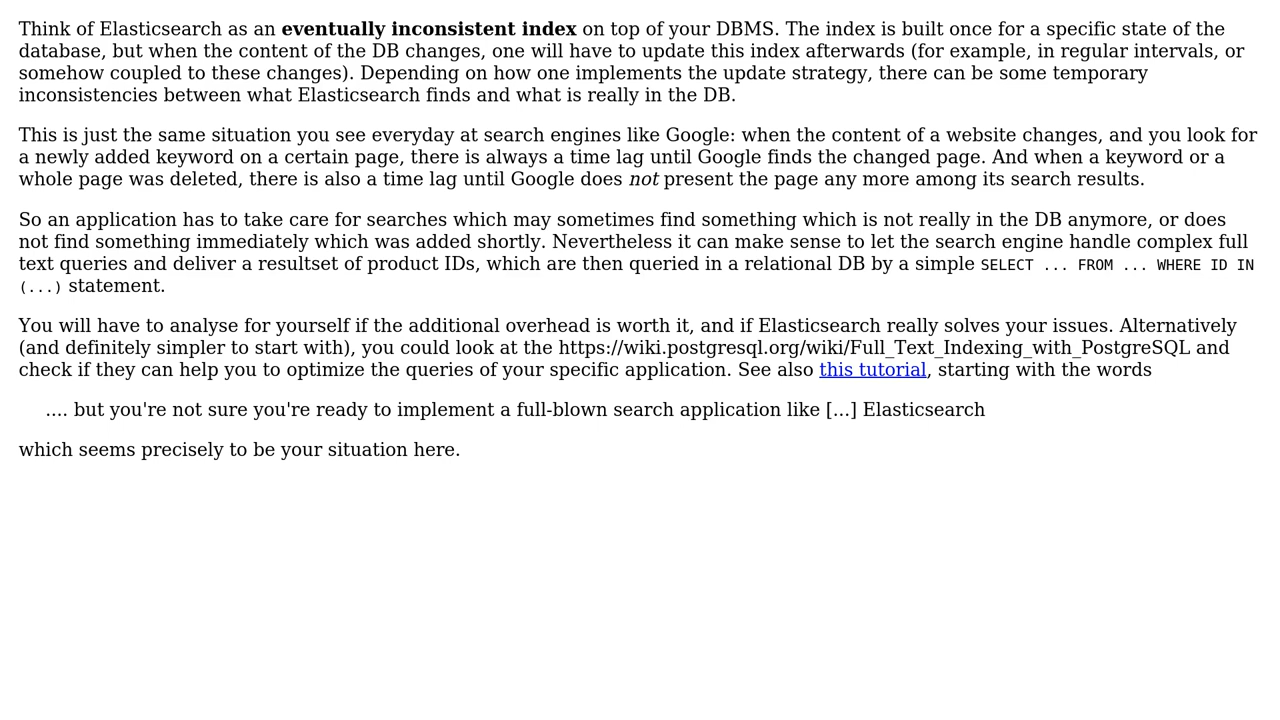 Think of Elasticsearch as an eventually inconsistent index on top of your DBMS. The index is built once for a specific state of the
database, but when the content of the DB changes, one will have to update this index afterwards (for example, in regular intervals, or
somehow coupled to these changes). Depending on how one implements the update strategy, there can be some temporary
inconsistencies between what Elasticsearch finds and what is really in the DB.
This is just the same situation you see everyday at search engines like Google: when the content of a website changes, and you look for
a newly added keyword on a certain page, there is always a time lag until Google finds the changed page. And when a keyword or a
whole page was deleted, there is also a time lag until Google does not present the page any more among its search results.
So an application has to take care for searches which may sometimes find something which is not really in the DB anymore, or does
not find something immediately which was added shortly. Nevertheless it can make sense to let the search engine handle complex full
text queries and deliver a resultset of product IDs, which are then queried in a relational DB by a simple SELECT ... FROM ... WHERE ID IN
(...) statement.
You will have to analyse for yourself if the additional overhead is worth it, and if Elasticsearch really solves your issues. Alternatively
(and definitely simpler to start with), you could look at the https://wiki.postgresql.org/wiki/Full_Text_Indexing_with_PostgreSQL and
check if they can help you to optimize the queries of your specific application. See also this tutorial, starting with the words
.... but you're not sure you're ready to implement a full-blown search application like [...] Elasticsearch
which seems precisely to be your situation here.